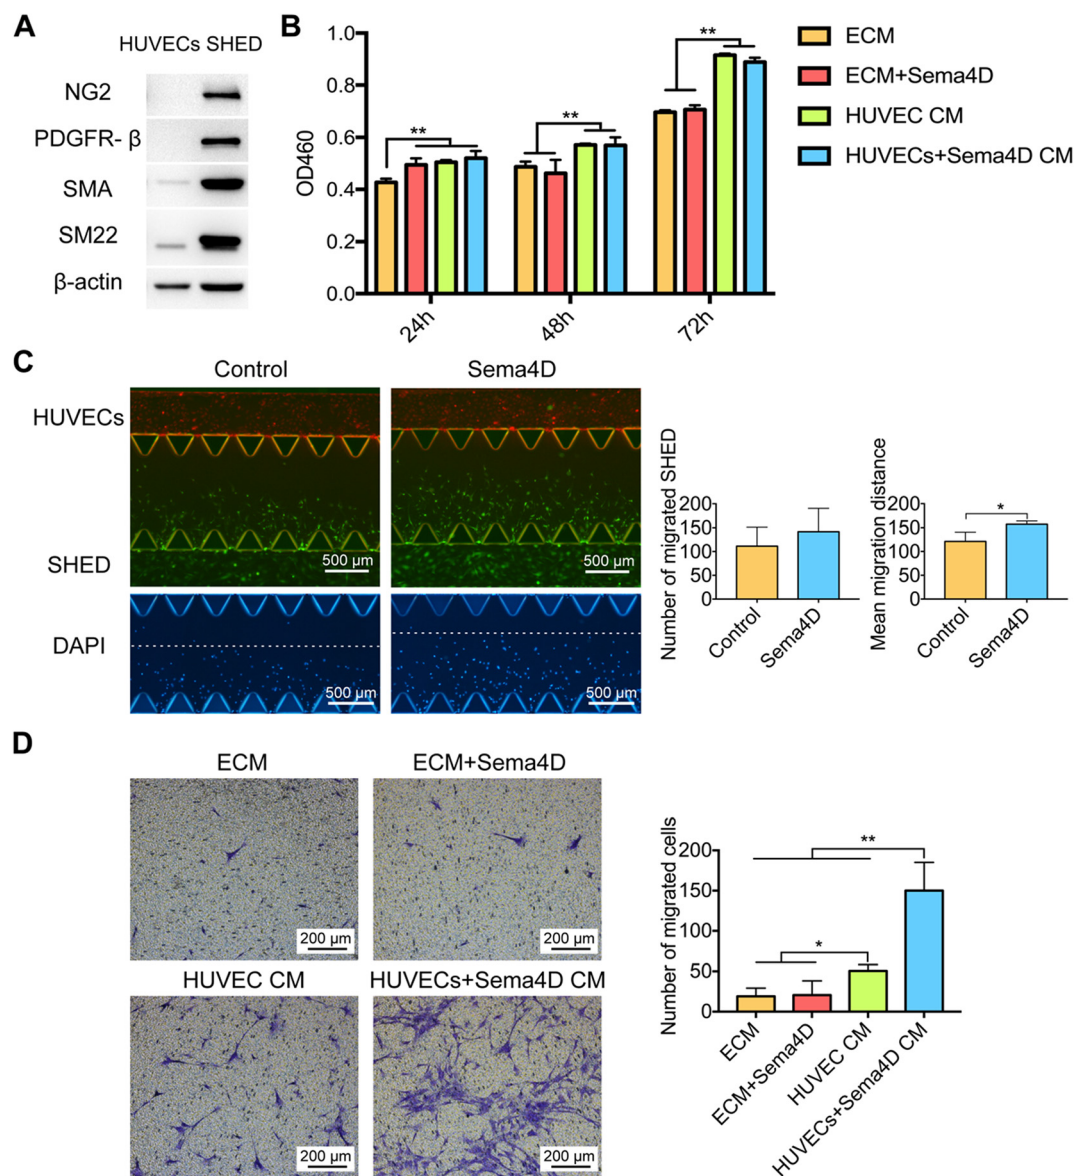 A
HUVECs SHED
NG2
PDGFR- β
SMA
SM22
β-actin
B
OD460
1.0
0.8
0.6
0.4
0.2
0.0
**
**
**
24h
48h
72h
ECM
ECM+Sema4D
HUVEC CM
HUVECs+Sema4D CM
C
Control
Sema4D
HUVECs
SHED
DAPI
500 µm
500 µm
500 µm
500 µm
Number of migrated SHED
200
150
100
50
0
Control
Sema4D
Mean migration distance
200
150
100
50
0
*
Control
Sema4D
D
ECM
ECM+Sema4D
200 µm
200 µm
HUVEC CM
HUVECs+Sema4D CM
200 µm
200 µm
Number of migrated cells
200
150
100
50
0
**
*
ECM
ECM+Sema4D
HUVEC CM
HUVECs+Sema4D CM